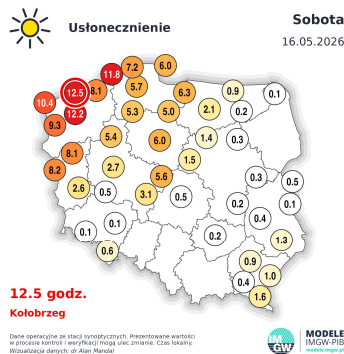 Usłonecznienie
Sobota
16.05.2026
11.8 7.2 6.0
12.5 8.1 5.7 6.3 0.9 0.1
10.4 12.2 5.3 5.0 2.1 0.2
9.3 5.4 6.0 1.4 0.3
8.1 2.7 1.5
8.2 5.6 0.3 0.5
2.6 0.5 3.1 0.5 0.2 0.1
0.1 0.1 0.4
0.2 1.3
0.6 0.9
0.4 1.0
1.6
12.5 godz.
Kołobrzeg
Dane operacyjne ze stacji synoptycznych. Prezentowane wartości
w procesie kontroli i weryfikacji mogą ulec zmianie. Czas lokalny.
Wizualizacja danych: dr Alan Mandal
IM
GW
MODELE
IMGW-PIB
modele.imgw.pl